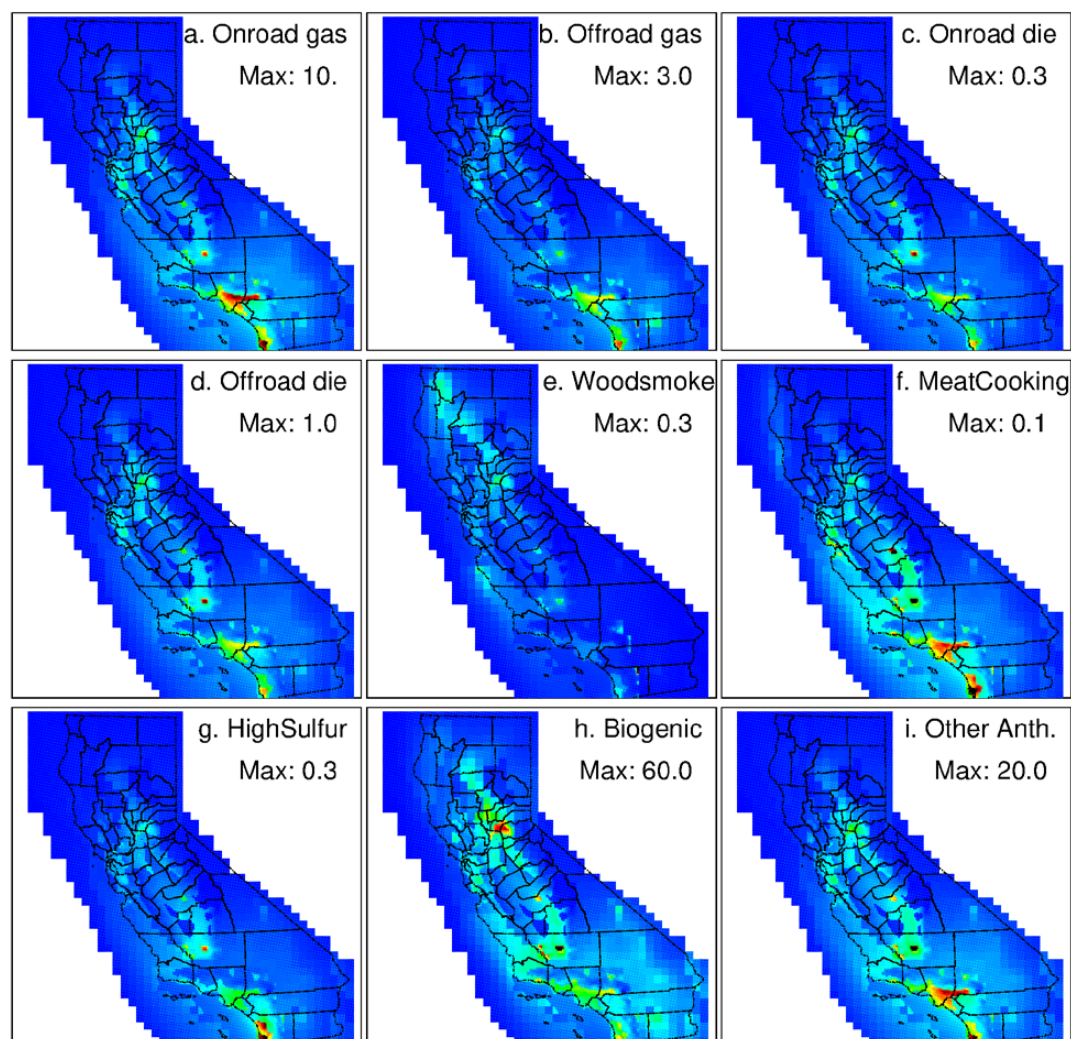 a. Onroad gas
Max: 10.
b. Offroad gas
Max: 3.0
c. Onroad die
Max: 0.3
d. Offroad die
Max: 1.0
e. Woodsmoke
Max: 0.3
f. MeatCooking
Max: 0.1
g. HighSulfur
Max: 0.3
h. Biogenic
Max: 60.0
i. Other Anth.
Max: 20.0